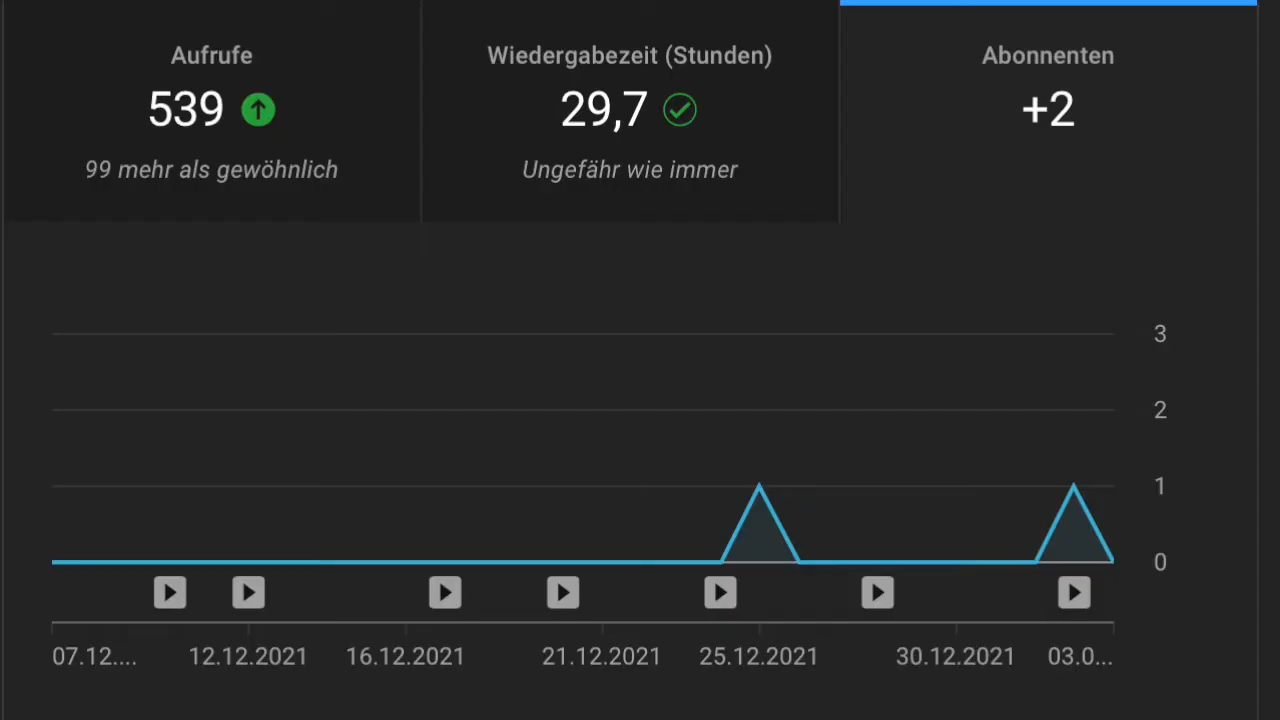 Aufrufe
539
99 mehr als gewöhnlich
Wiedergabezeit (Stunden)
29,7
Ungefähr wie immer
Abonnenten
+2
3
2
1
0
07.12.... 12.12.2021 16.12.2021 21.12.2021 25.12.2021 30.12.2021 03.0...